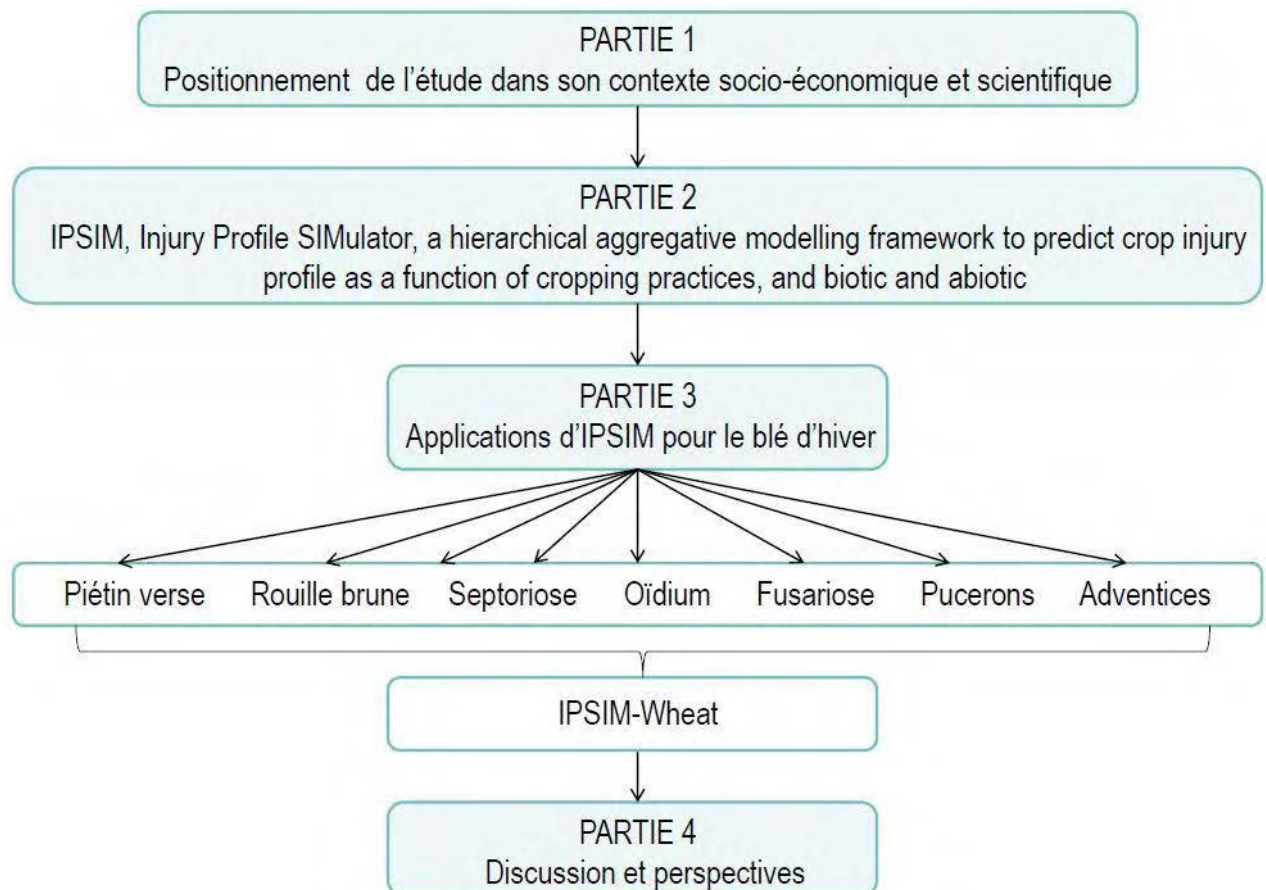 PARTIE 1
Positionnement de l'étude dans son contexte socio-économique et scientifique
PARTIE 2
IPSIM, Injury Profile SIMulator, a hierarchical aggregative modelling framework to predict crop injury
profile as a function of cropping practices, and biotic and abiotic
PARTIE 3
Applications d'IPSIM pour le blé d'hiver
Piétin verse Rouille brune Septoriose Oïdium Fusariose Pucerons Adventices
IPSIM-Wheat
PARTIE 4
Discussion et perspectives